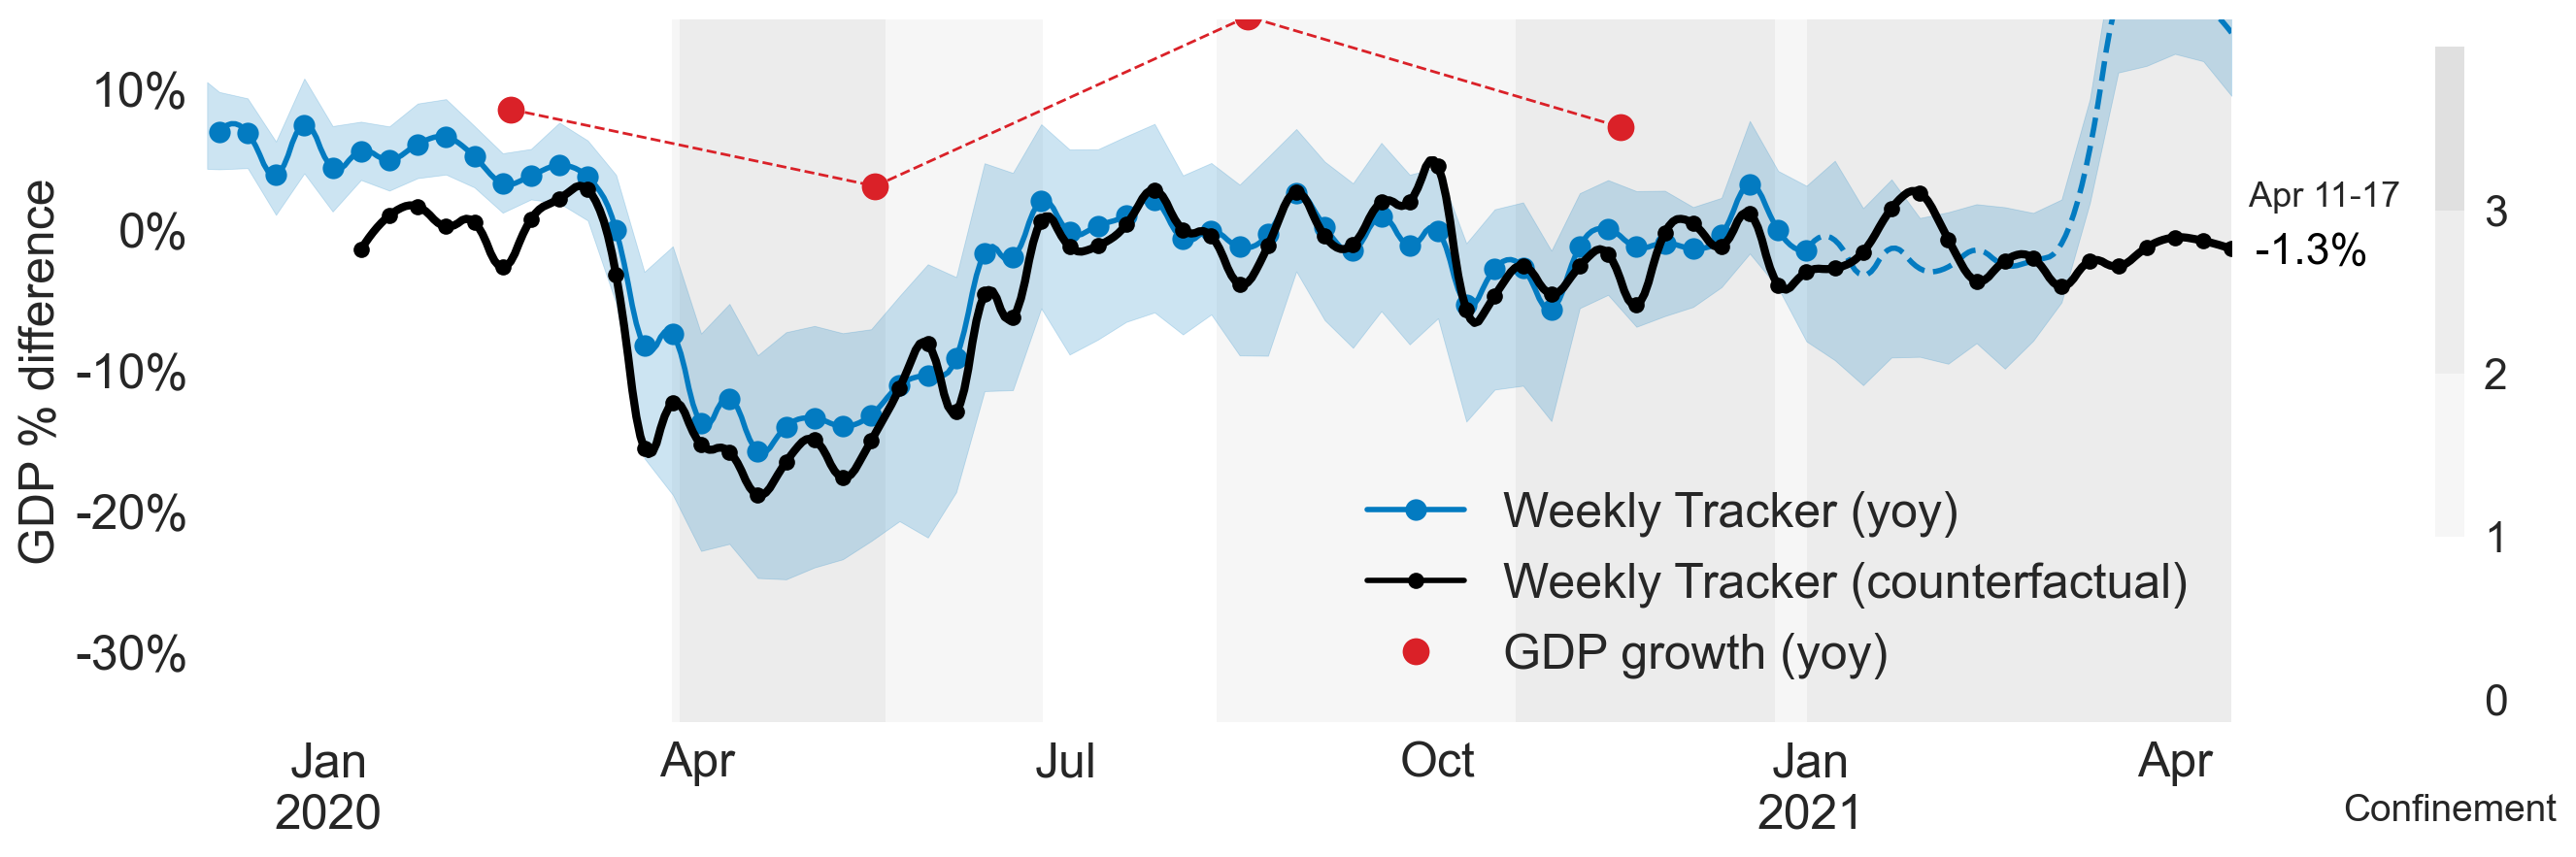 GDP % difference
10%
0%
-10%
-20%
-30%
Jan
2020
Apr
Jul
Oct
Jan
2021
Apr
Weekly Tracker (yoy)
Weekly Tracker (counterfactual)
GDP growth (yoy)
Apr 11-17
-1.3%
3
2
1
0
Confinement